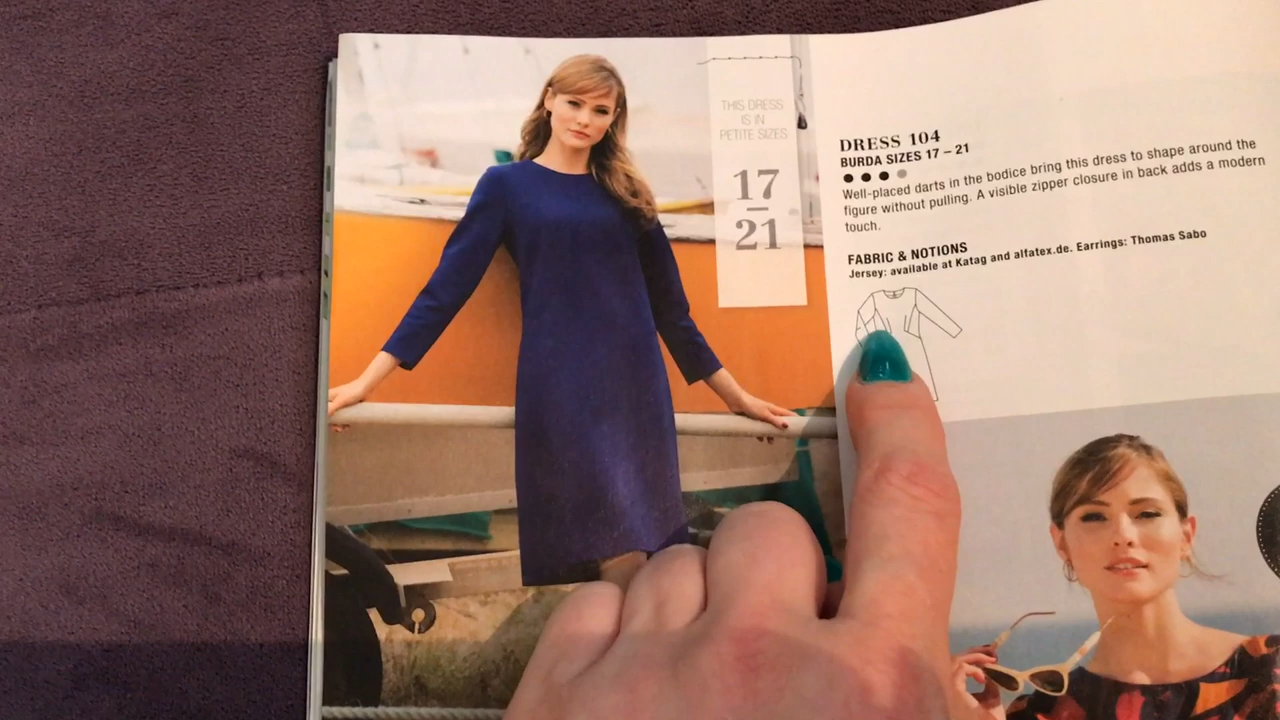 THIS DRESS
IS IN
PETITE SIZES
17
–
21
DRESS 104
BURDA SIZES 17 – 21
Well-placed darts in the bodice bring this dress to shape around the
figure without pulling. A visible zipper closure in back adds a modern
touch.
FABRIC & NOTIONS
Jersey: available at Katag and alfatex.de. Earrings: Thomas Sabo